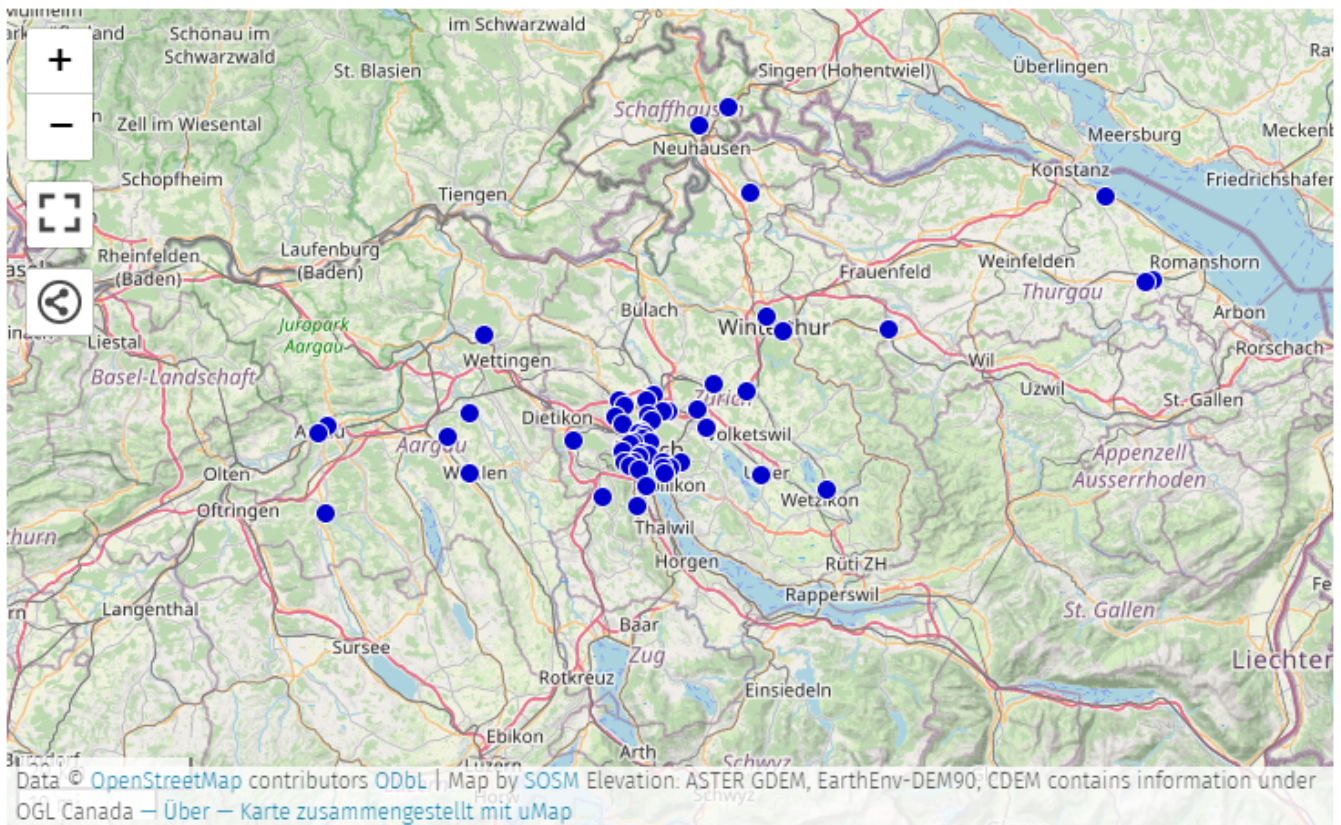 im Schwarzwald
Schönau im
Schwarzwald
St. Blasien
Singen (Hohentwiel)
Überlingen
+
−
Zell im Wiesental
Schaffhausen
Neuhausen
Meersburg
Schopfheim
Tiengen
Konstanz
Friedrichshafen
Laufenburg
(Baden)
Rheinfelden
(Baden)
Frauenfeld
Weinfelden
Romanshorn
Thurgau
Bülach
Arbon
Jurapark
Aargau
Liestal
Winterthur
Wettingen
Wil
Rorschach
Basel-Landschaft
Uzwil
St. Gallen
Zürich
Dietikon
Volketswil
Aargau
Appenzell
Ausserrhoden
Olten
Wohlen
Uster
Wetzikon
Oftringen
Thalwil
Horgen
Rüti ZH
Rapperswil
Langenthal
St. Gallen
Baar
Sursee
Zug
Rotkreuz
Liechten
Einsiedeln
Ebikon
Arth
Luzern
Schwyz
Data © OpenStreetMap contributors ODbL | Map by SOSM Elevation: ASTER GDEM, EarthEnv-DEM90, CDEM contains information under
OGL Canada — Über — Karte zusammengestellt mit uMap